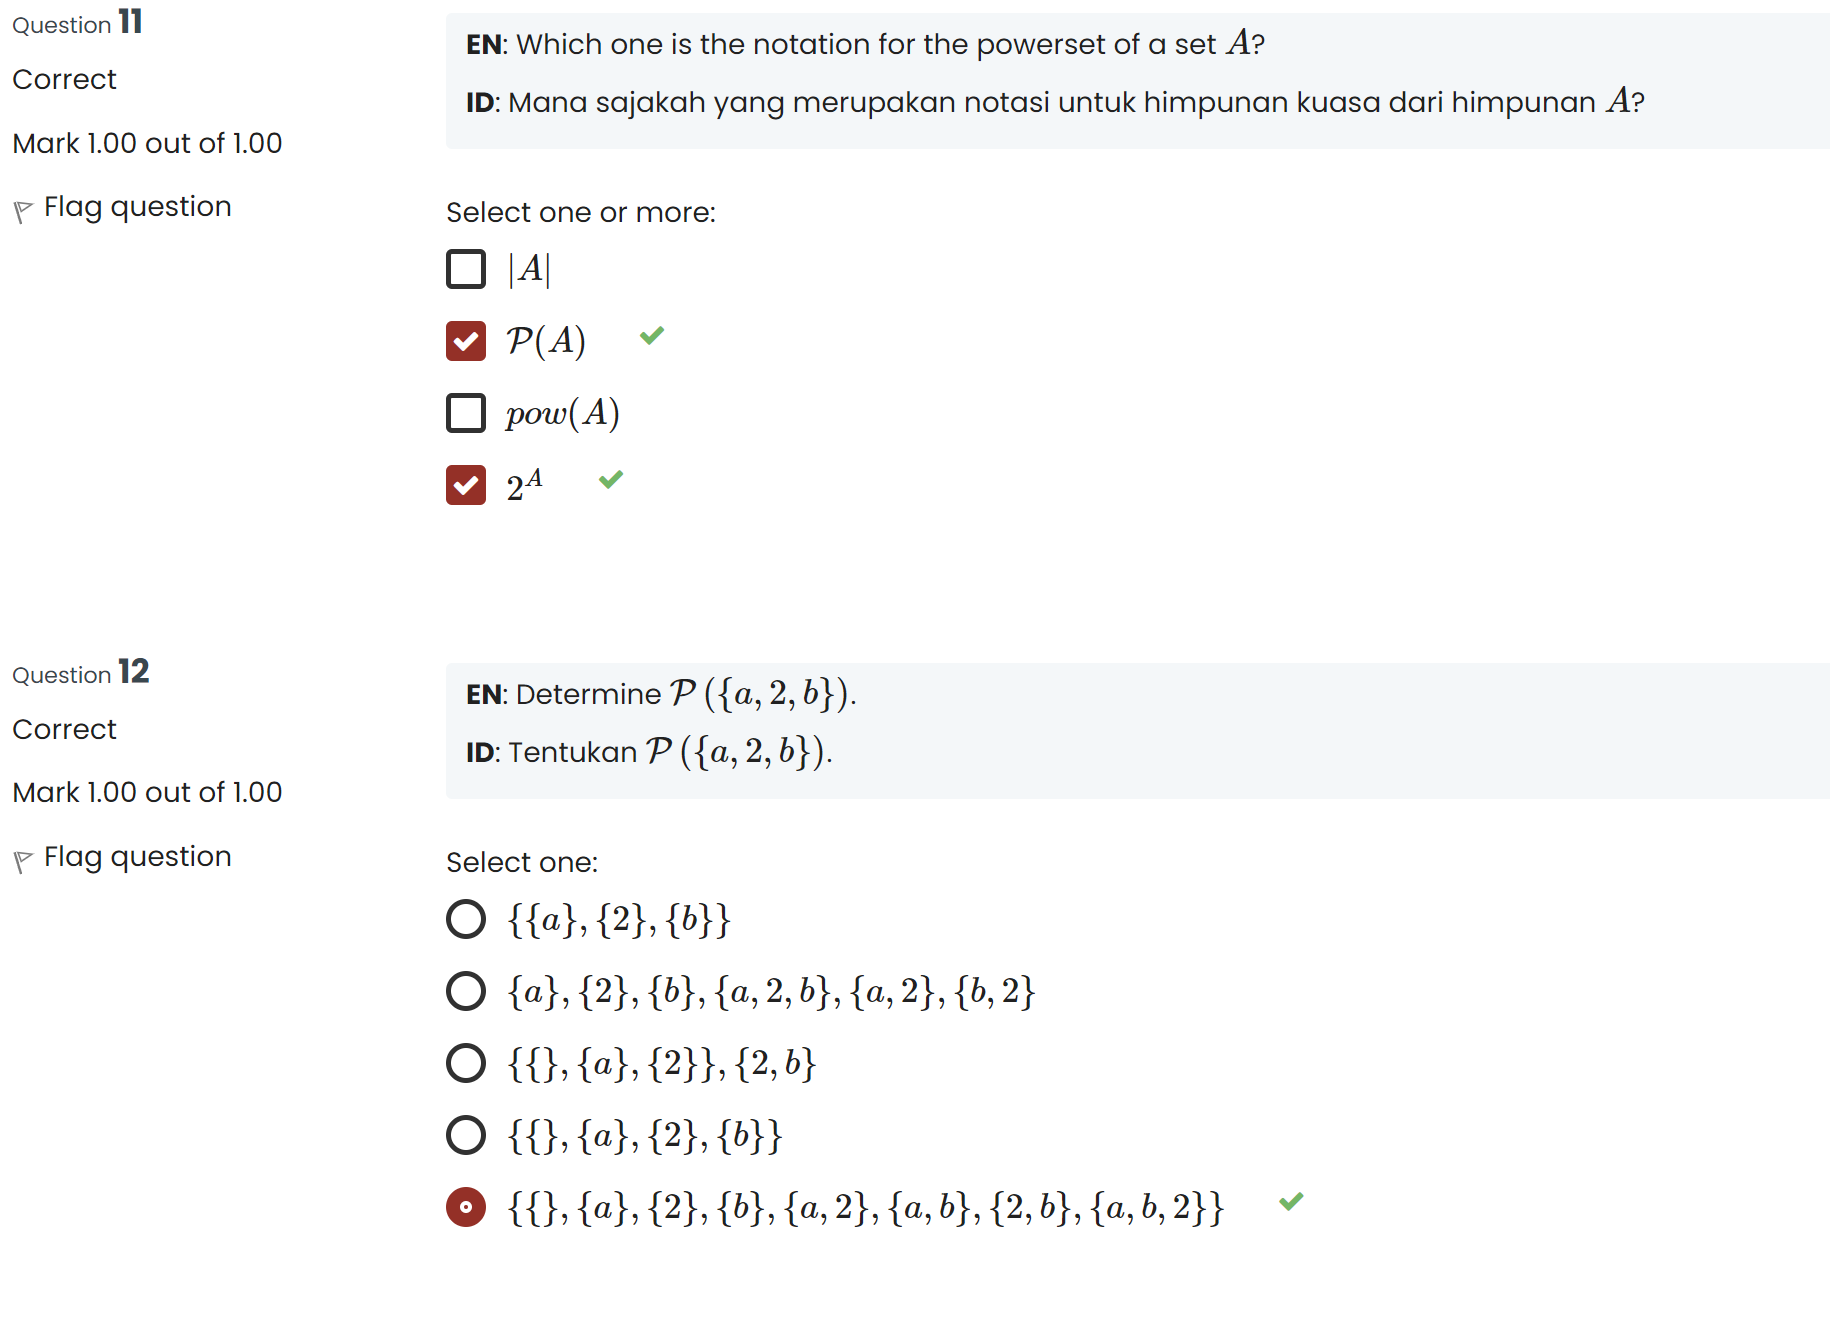 Question 11
Correct
Mark 1.00 out of 1.00
Flag question
EN: Which one is the notation for the powerset of a set A?
ID: Mana sajakah yang merupakan notasi untuk himpunan kuasa dari himpunan A?
Select one or more:
|A|
𝒫(A)
pow(A)
2^A
Question 12
Correct
Mark 1.00 out of 1.00
Flag question
EN: Determine 𝒫({a, 2, b}).
ID: Tentukan 𝒫({a, 2, b}).
Select one:
{{a}, {2}, {b}}
{a}, {2}, {b}, {a, 2, b}, {a, 2}, {b, 2}
{{}, {a}, {2}}, {2, b}
{{}, {a}, {2}, {b}}
{{}, {a}, {2}, {b}, {a, 2}, {a, b}, {2, b}, {a, b, 2}}